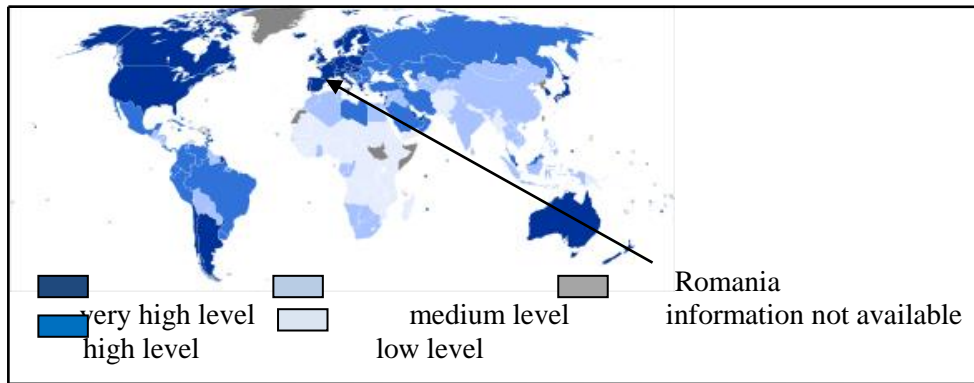 Romania
very high level medium level information not available
high level low level